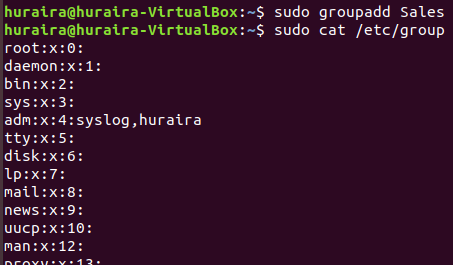 huraira@huraira-VirtualBox:~$ sudo groupadd Sales
huraira@huraira-VirtualBox:~$ sudo cat /etc/group
root:x:0:
daemon:x:1:
bin:x:2:
sys:x:3:
adm:x:4:syslog,huraira
tty:x:5:
disk:x:6:
lp:x:7:
mail:x:8:
news:x:9:
uucp:x:10:
man:x:12:
proxy:x:13: